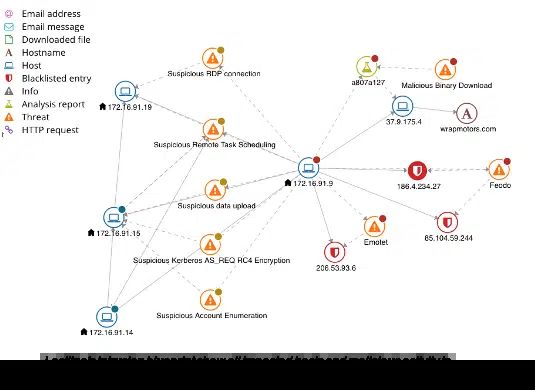 Email address
Email message
Downloaded file
Hostname
Host
Blacklisted entry
Info
Analysis report
Threat
HTTP request
Suspicious RDP connection
a807a127
Malicious Binary Download
172.16.91.19
37.9.175.4
wrapmotors.com
Suspicious Remote Task Scheduling
172.16.91.9
186.4.234.27
Feodo
Suspicious data upload
172.16.91.15
Emotet
85.104.59.244
Suspicious Kerberos AS_REQ RC4 Encryption
206.53.93.6
Suspicious Account Enumeration
172.16.91.14